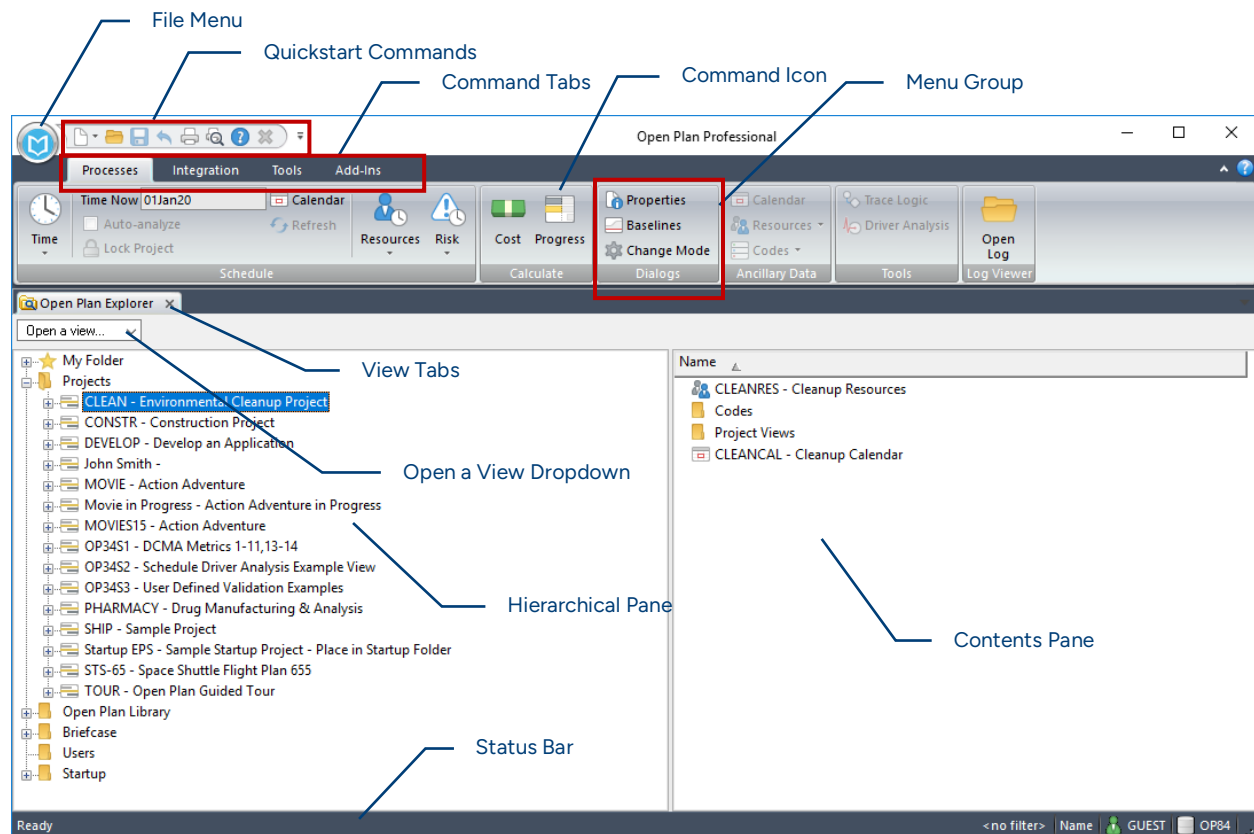 File Menu
Quickstart Commands
Command Tabs
Command Icon
Menu Group
Open Plan Professional
Processes Integration Tools Add-Ins
Time Now 01Jan20 Calendar
Auto-analyze Refresh
Lock Project
Time
Resources Risk
Schedule
Cost Progress
Calculate
Properties
Baselines
Change Mode
Dialogs
Calendar
Resources
Codes
Ancillary Data
Trace Logic
Driver Analysis
Tools
Open
Log
Log Viewer
Open Plan Explorer
Open a view...
View Tabs
My Folder
Projects
CLEAN - Environmental Cleanup Project
CONSTR - Construction Project
DEVELOP - Develop an Application
John Smith -
MOVIE - Action Adventure
Movie in Progress - Action Adventure in Progress
MOVIES15 - Action Adventure
OP34S1 - DCMA Metrics 1-11,13-14
OP34S2 - Schedule Driver Analysis Example View
OP34S3 - User Defined Validation Examples
PHARMACY - Drug Manufacturing & Analysis
SHIP - Sample Project
Startup EPS - Sample Startup Project - Place in Startup Folder
STS-65 - Space Shuttle Flight Plan 655
TOUR - Open Plan Guided Tour
Open Plan Library
Briefcase
Users
Startup
Open a View Dropdown
Hierarchical Pane
Name
CLEANRES - Cleanup Resources
Codes
Project Views
CLEANCAL - Cleanup Calendar
Contents Pane
Status Bar
Ready
<no filter> Name GUEST OP84